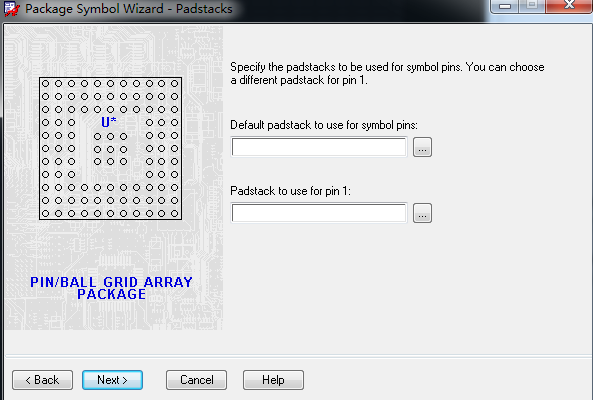 Package Symbol Wizard - Padstacks
U*
PIN/BALL GRID ARRAY
PACKAGE
Specify the padstacks to be used for symbol pins. You can choose
a different padstack for pin 1.
Default padstack to use for symbol pins:
...
Padstack to use for pin 1:
...
< Back
Next >
Cancel
Help